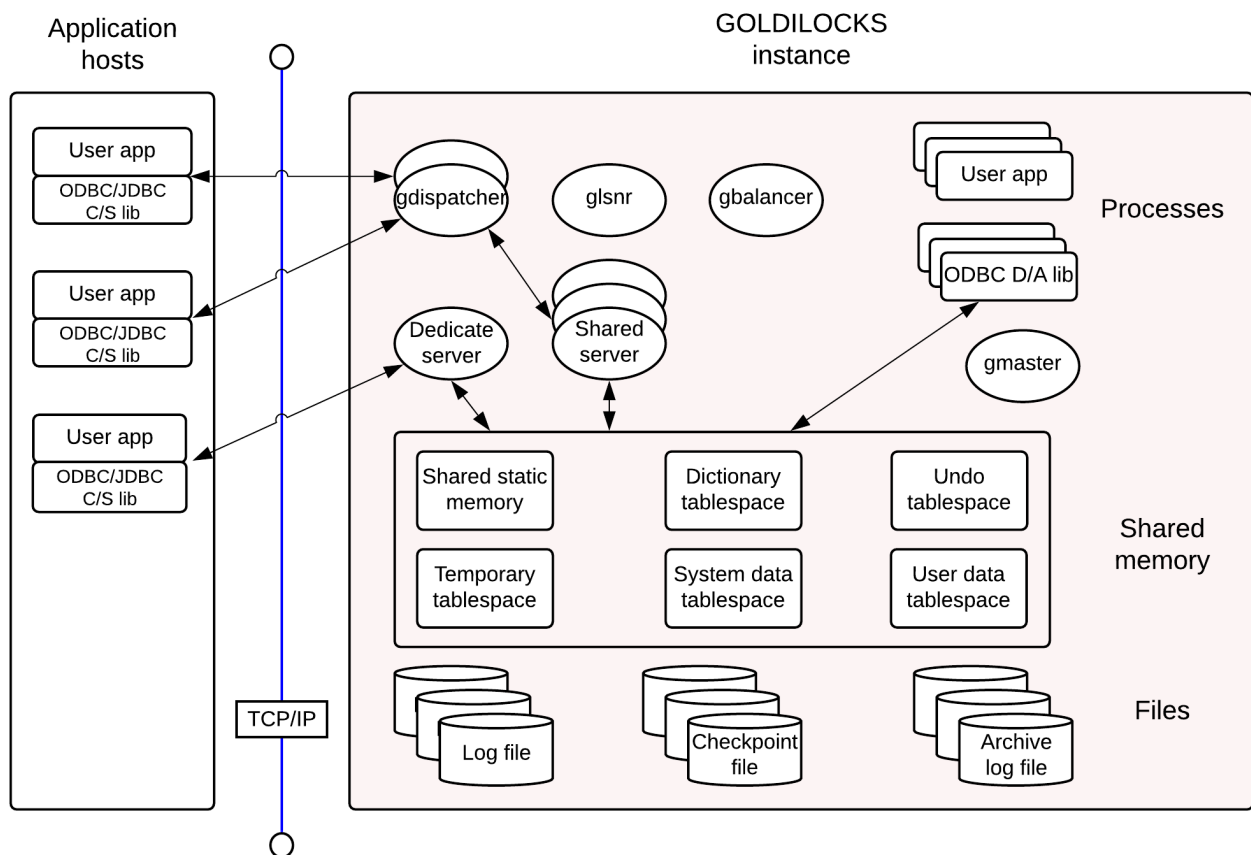 Application
hosts
GOLDILOCKS
instance
User app
ODBC/JDBC
C/S lib
User app
ODBC/JDBC
C/S lib
User app
ODBC/JDBC
C/S lib
TCP/IP
gdispatcher
glsnr
gbalancer
User app
Processes
ODBC D/A lib
Dedicate
server
Shared
server
gmaster
Shared static
memory
Dictionary
tablespace
Undo
tablespace
Temporary
tablespace
System data
tablespace
User data
tablespace
Shared
memory
Log file
Checkpoint
file
Archive
log file
Files